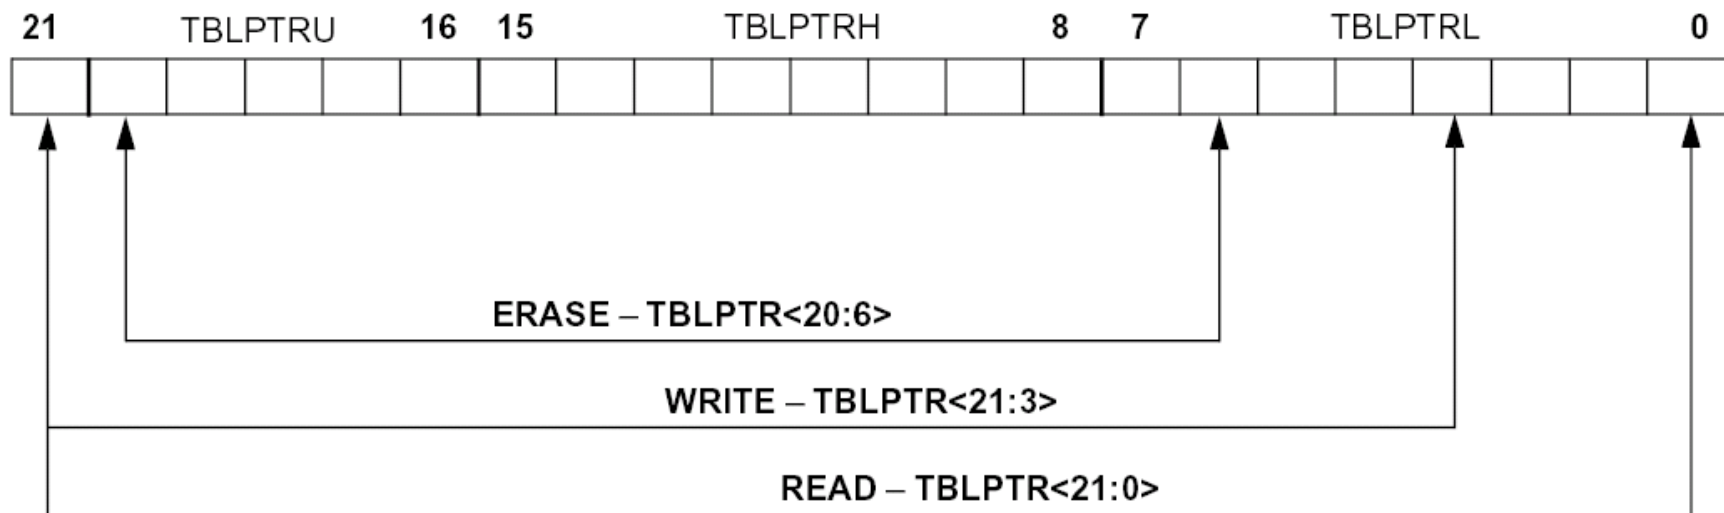 21 TBLPTRU 16 15 TBLPTRH 8 7 TBLPTRL 0
ERASE – TBLPTR<20:6>
WRITE – TBLPTR<21:3>
READ – TBLPTR<21:0>